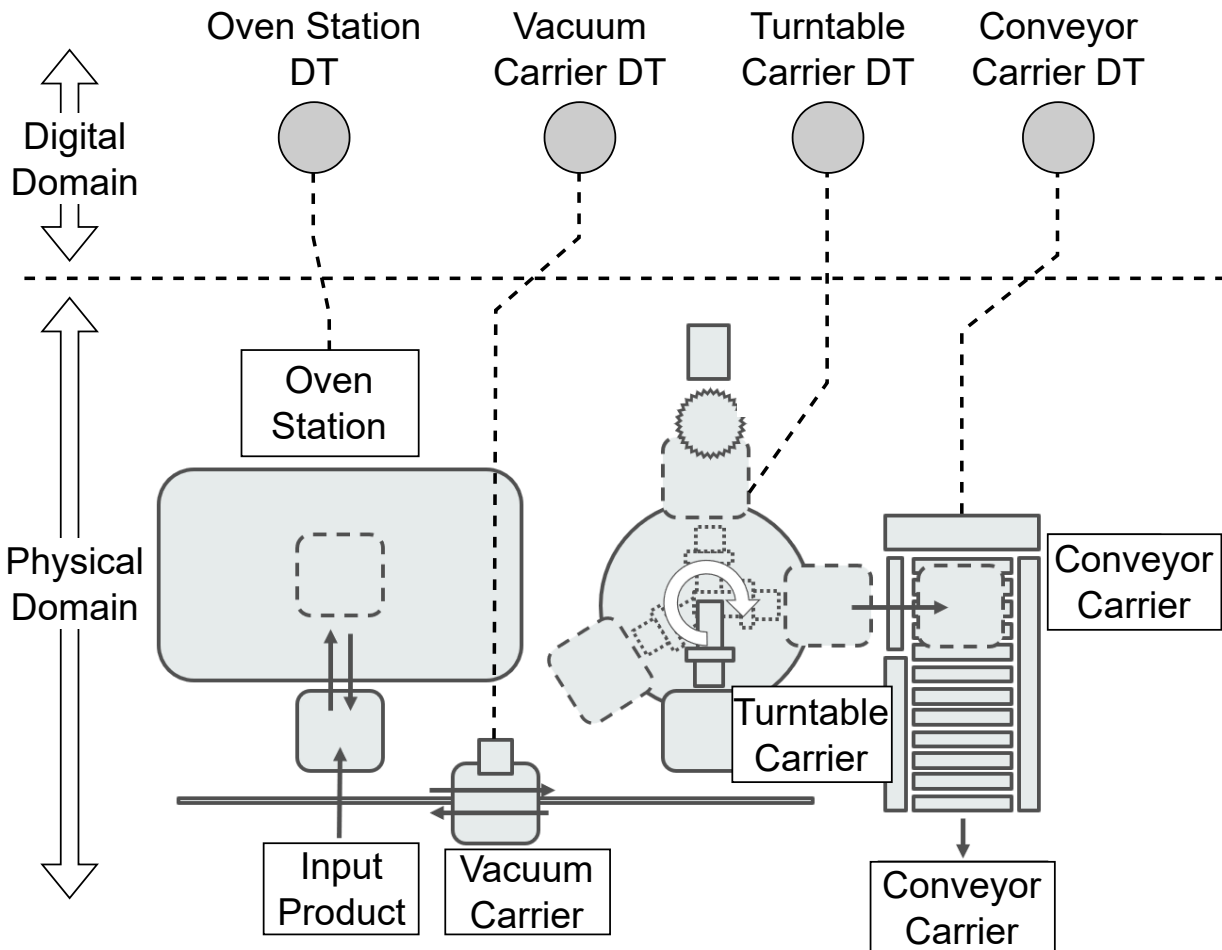 Oven Station
DT
Vacuum
Carrier DT
Turntable
Carrier DT
Conveyor
Carrier DT
Digital
Domain
Physical
Domain
Oven
Station
Conveyor
Carrier
Turntable
Carrier
Input
Product
Vacuum
Carrier
Conveyor
Carrier